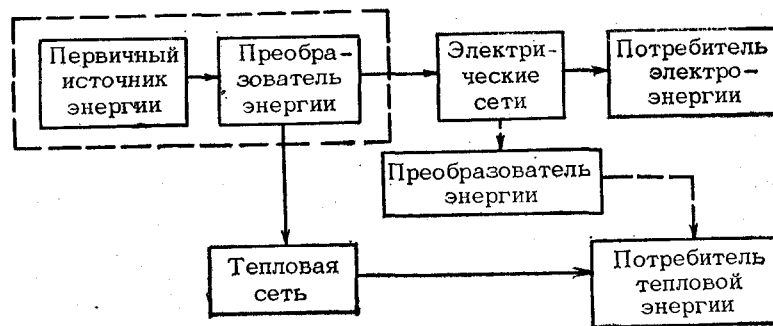 Первичный
источник
энергии
Преобра-
зователь
энергии
Электри-
ческие
сети
Потребитель
электро-
энергии
Преобразователь
энергии
Тепловая
сеть
Потребитель
тепловой
энергии